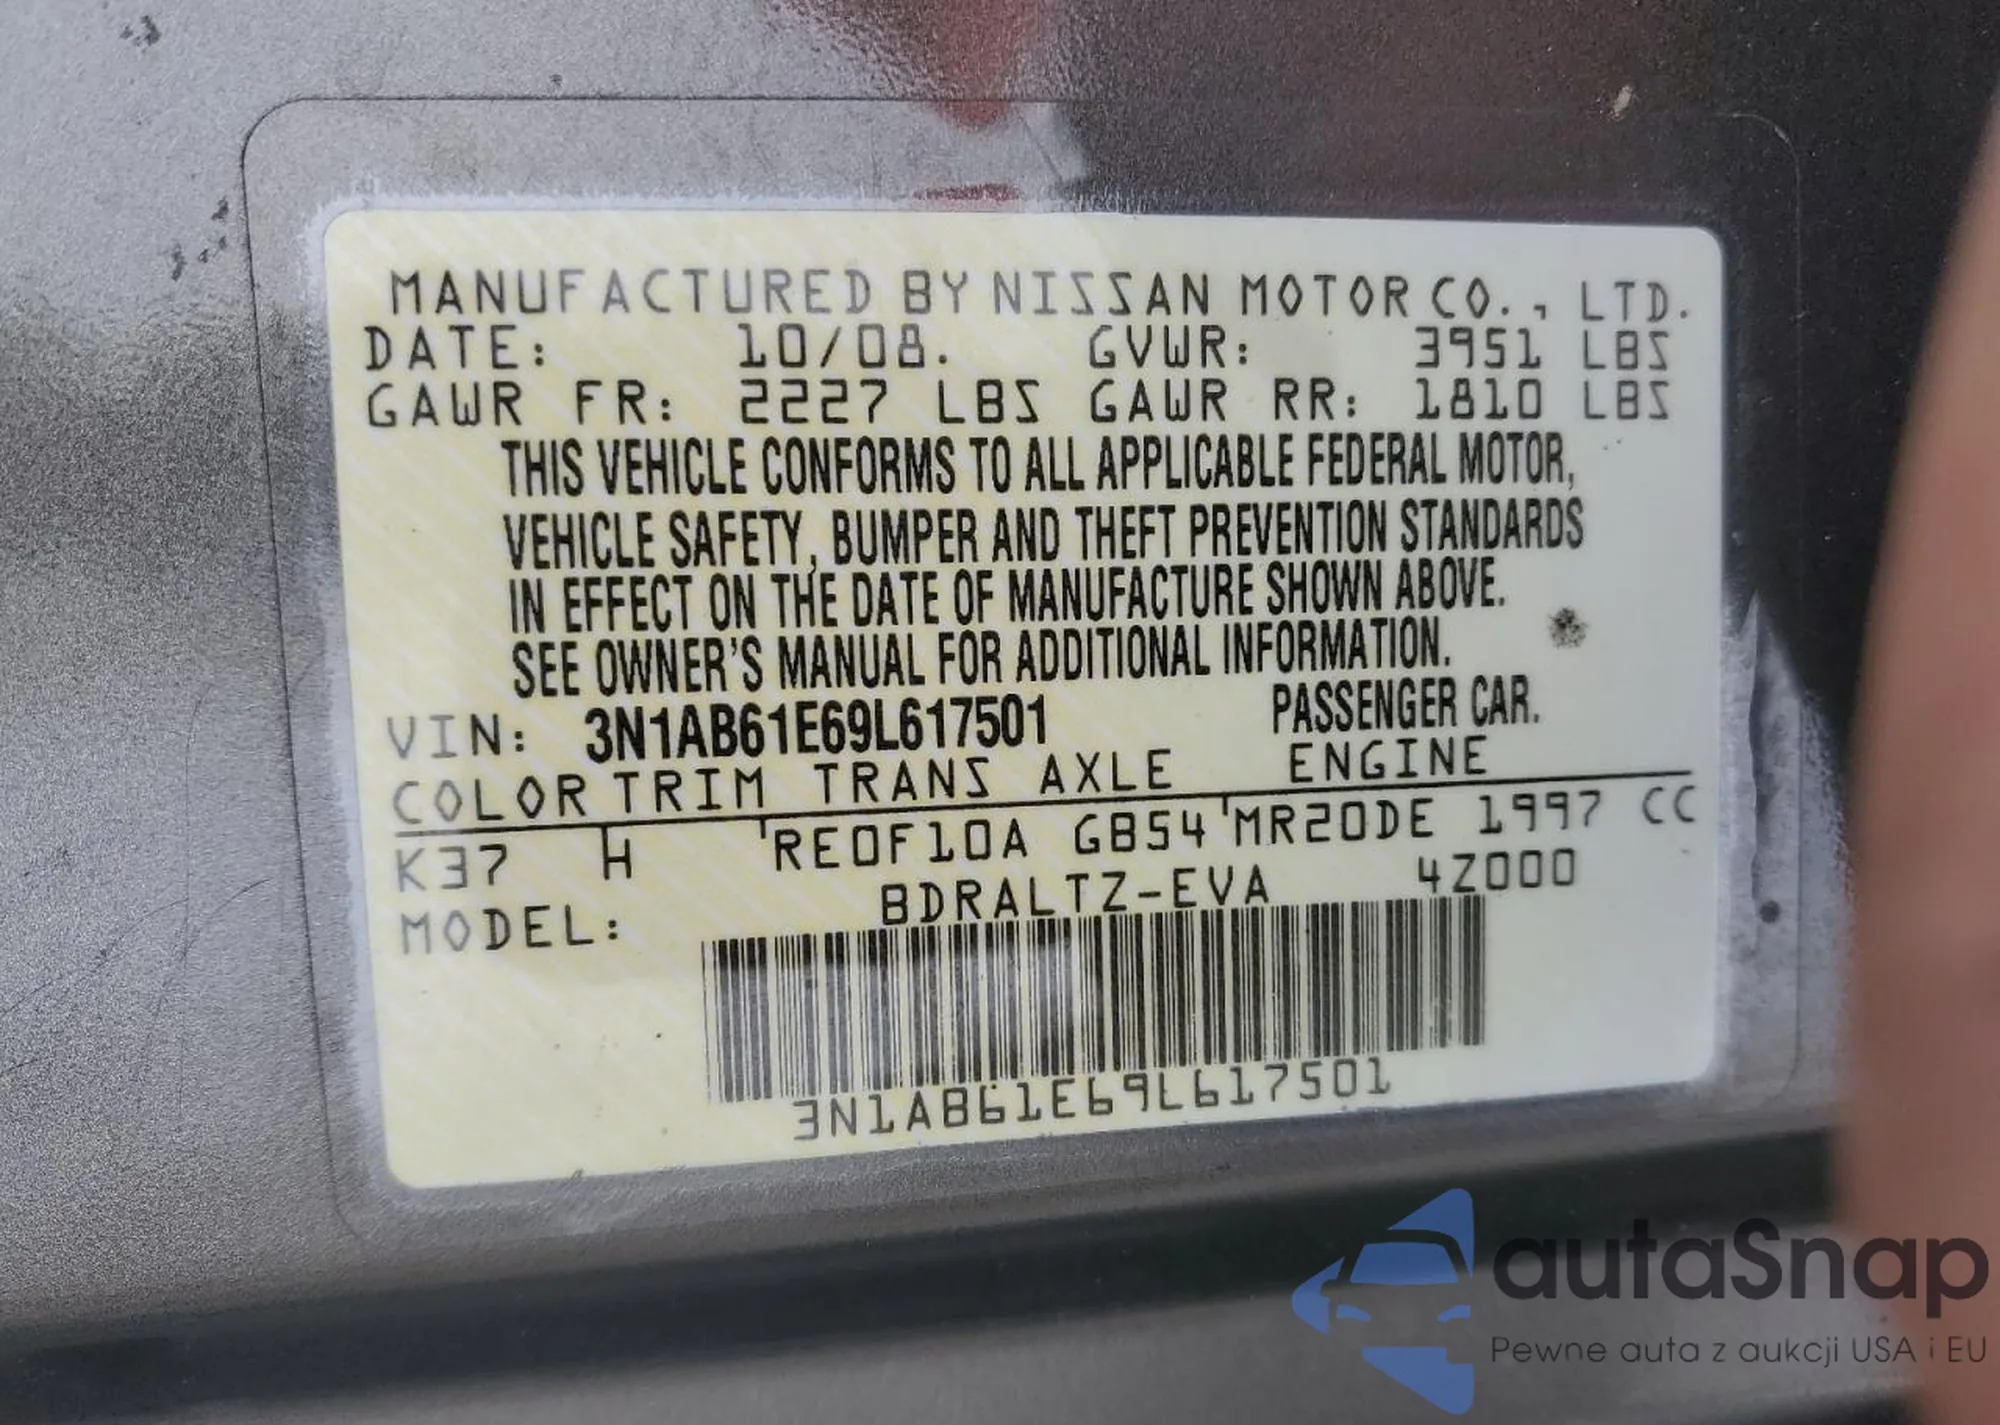 MANUFACTURED BY NISSAN MOTOR CO., LTD.
DATE: 10/08. GVWR: 3951 LBS
GAWR FR: 2227 LBS GAWR RR: 1810 LBS
THIS VEHICLE CONFORMS TO ALL APPLICABLE FEDERAL MOTOR,
VEHICLE SAFETY, BUMPER AND THEFT PREVENTION STANDARDS
IN EFFECT ON THE DATE OF MANUFACTURE SHOWN ABOVE.
SEE OWNER'S MANUAL FOR ADDITIONAL INFORMATION.
VIN: 3N1AB61E69L617501 PASSENGER CAR.
COLOR TRIM TRANS AXLE ENGINE
K37 H RE0F10A GB54 MR20DE 1997 CC
MODEL: BDRALTZ-EVA 4Z000
3N1AB61E69L617501
autaSnap
Pewne auta z aukcji USA i EU